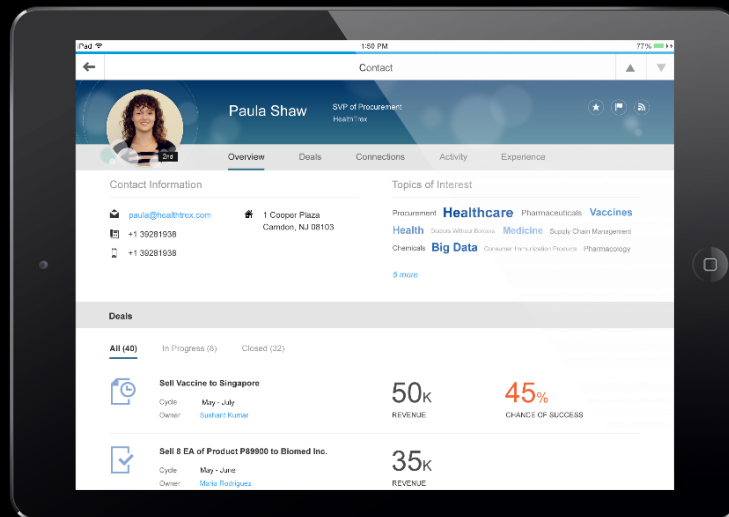 iPad
1:50 PM
77%
Contact
Paula Shaw
SVP of Procurement
HealthTrex
2nd
Overview Deals Connections Activity Experience
Contact Information
paula@healthtrex.com
+1 39281938
+1 39281938
1 Cooper Plaza
Camdon, NJ 08103
Topics of Interest
Procurement Healthcare Pharmaceuticals Vaccines
Health Doctors Without Borders Medicine Supply Chain Management
Chemicals Big Data Consumer Immunization Products Pharmacology
5 more
Deals
All (40) In Progress (8) Closed (32)
Sell Vaccine to Singapore
Cycle May - July
Owner Sushant Kumar
50K
REVENUE
45%
CHANCE OF SUCCESS
Sell 8 EA of Product P89900 to Biomed Inc.
Cycle May - June
Owner Maria Rodriguez
35K
REVENUE